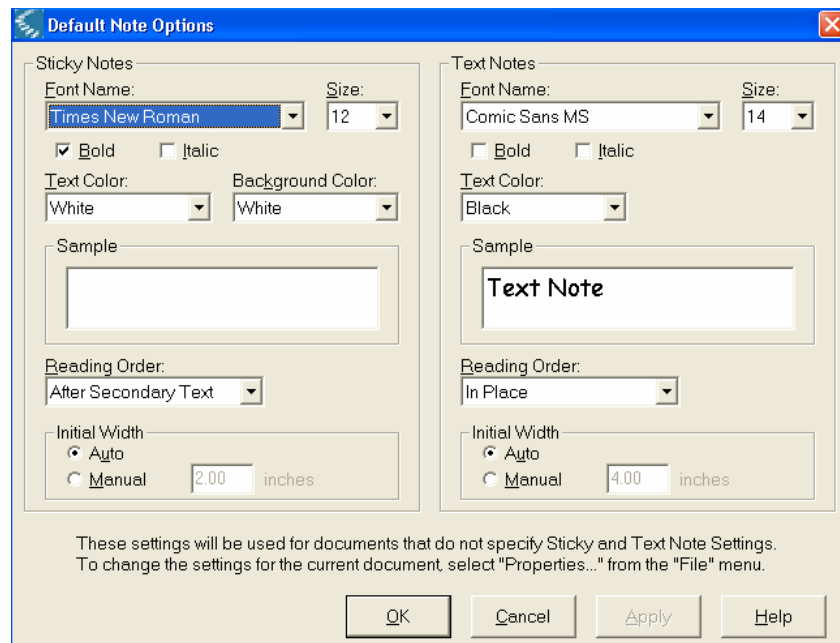 Default Note Options
Sticky Notes
Font Name: Size:
Times New Roman 12
Bold Italic
Text Color: Background Color:
White White
Sample
Reading Order:
After Secondary Text
Initial Width
Auto
Manual 2.00 inches
Text Notes
Font Name: Size:
Comic Sans MS 14
Bold Italic
Text Color:
Black
Sample
Text Note
Reading Order:
In Place
Initial Width
Auto
Manual 4.00 inches
These settings will be used for documents that do not specify Sticky and Text Note Settings.
To change the settings for the current document, select "Properties..." from the "File" menu.
OK Cancel Apply Help